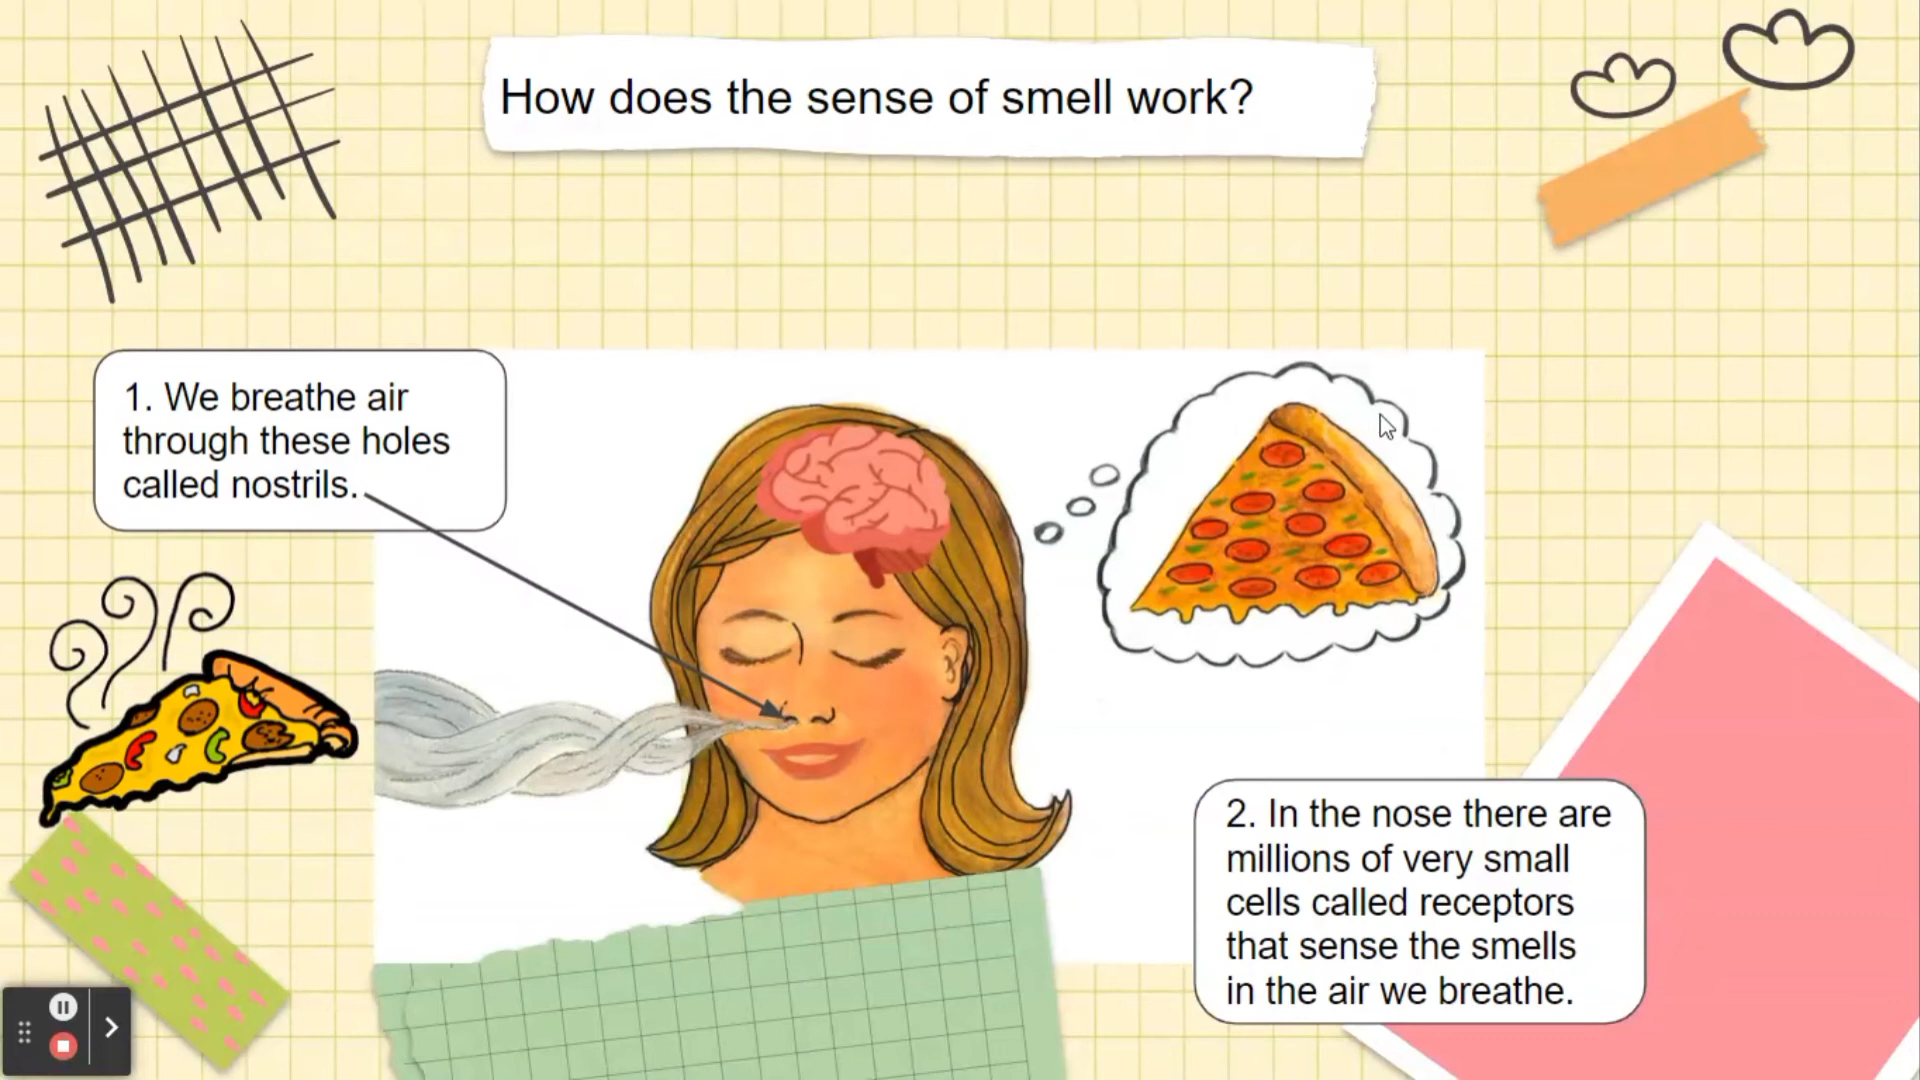 How does the sense of smell work?
1. We breathe air
through these holes
called nostrils.
2. In the nose there are
millions of very small
cells called receptors
that sense the smells
in the air we breathe.